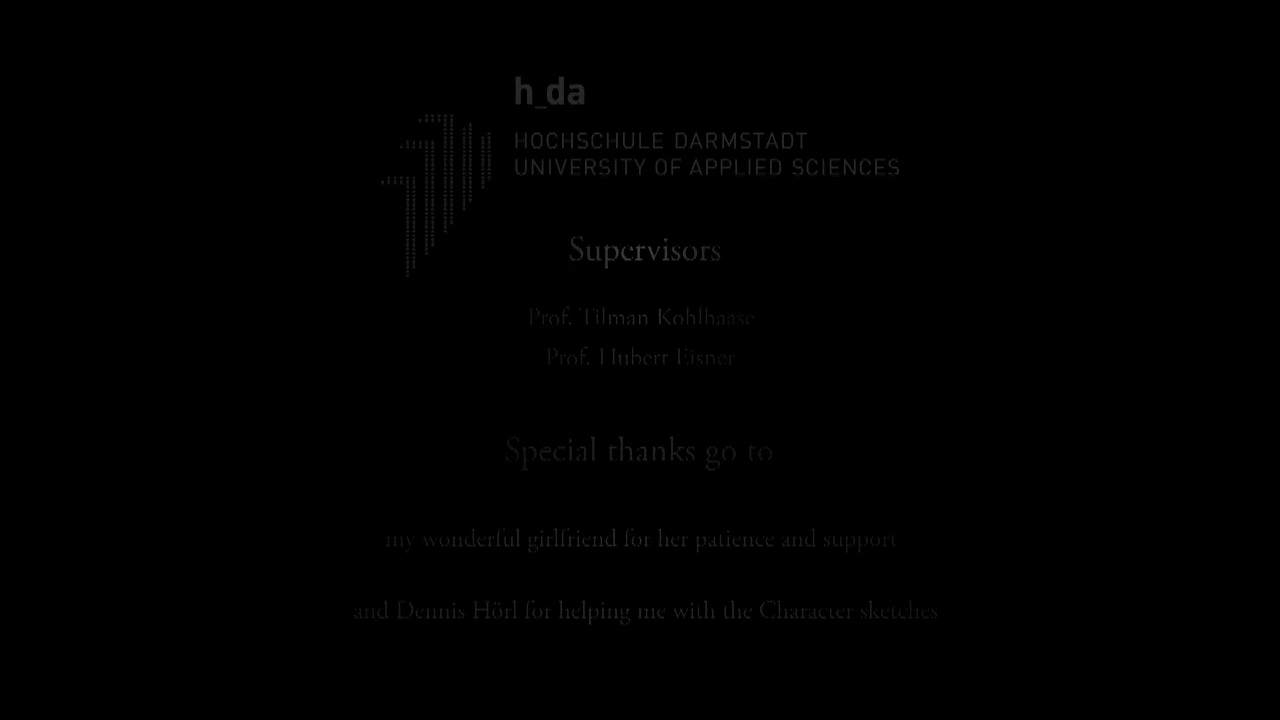 h_da
HOCHSCHULE DARMSTADT
UNIVERSITY OF APPLIED SCIENCES
Supervisors
Prof. Tilman Kohlhaase
Prof. Hubert Eisner
Special thanks go to
my wonderful girlfriend for her patience and support
and Dennis Hörl for helping me with the Character sketches